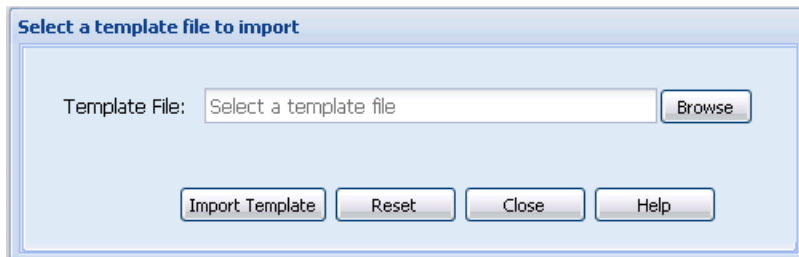 Select a template file to import
Template File: Select a template file Browse
Import Template Reset Close Help